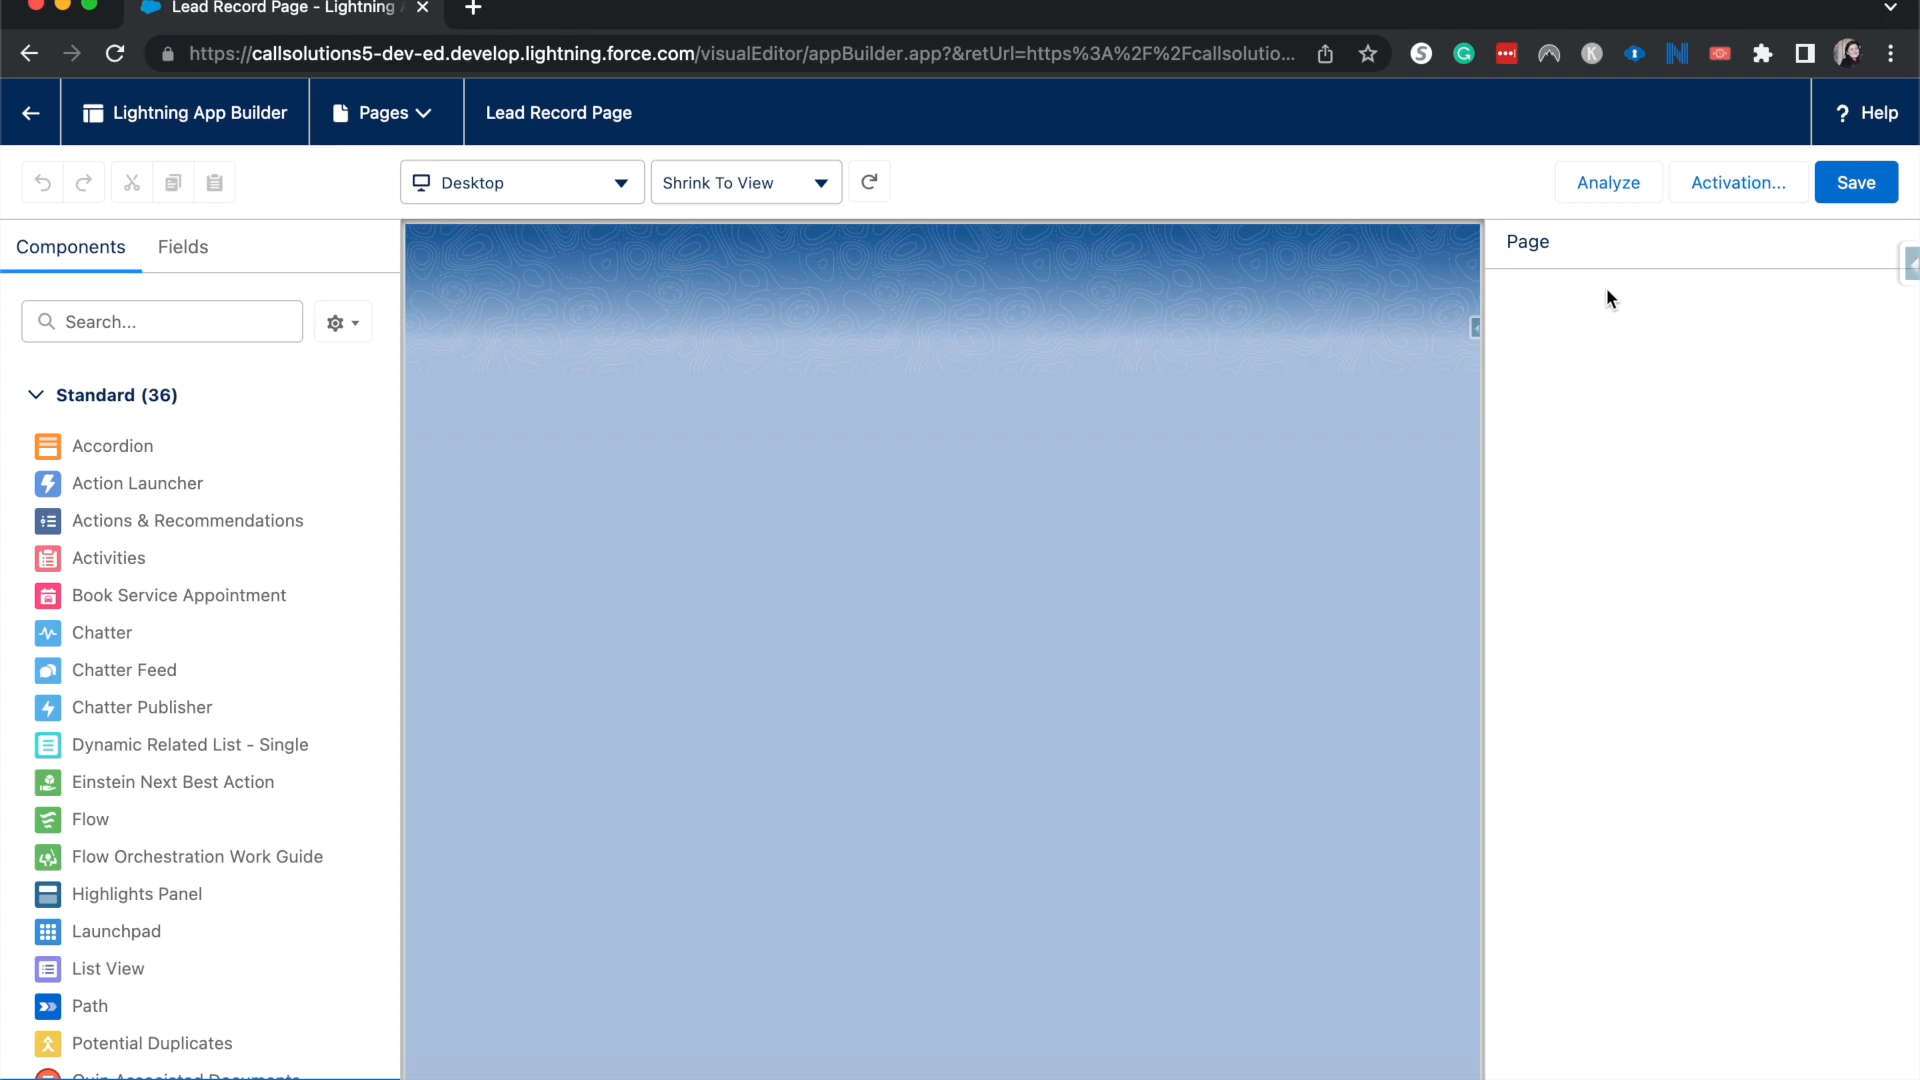 Lead Record Page - Lightning
https://callsolutions5-dev-ed.develop.lightning.force.com/visualEditor/appBuilder.app?&retUrl=https%3A%2F%2Fcallsolutio...
Lightning App Builder
Pages
Lead Record Page
? Help
Desktop
Shrink To View
Analyze
Activation...
Save
Components
Fields
Page
Search...
Standard (36)
Accordion
Action Launcher
Actions & Recommendations
Activities
Book Service Appointment
Chatter
Chatter Feed
Chatter Publisher
Dynamic Related List - Single
Einstein Next Best Action
Flow
Flow Orchestration Work Guide
Highlights Panel
Launchpad
List View
Path
Potential Duplicates